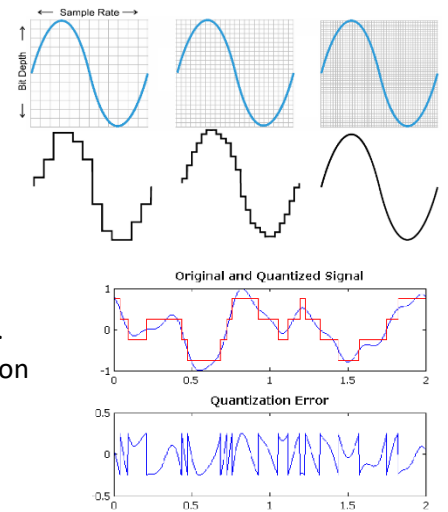 Sample Rate
Bit Depth
Original and Quantized Signal
1
0
-1
0 0.5 1 1.5 2
on
Quantization Error
0.5
0
-0.5
0 0.5 1 1.5 2